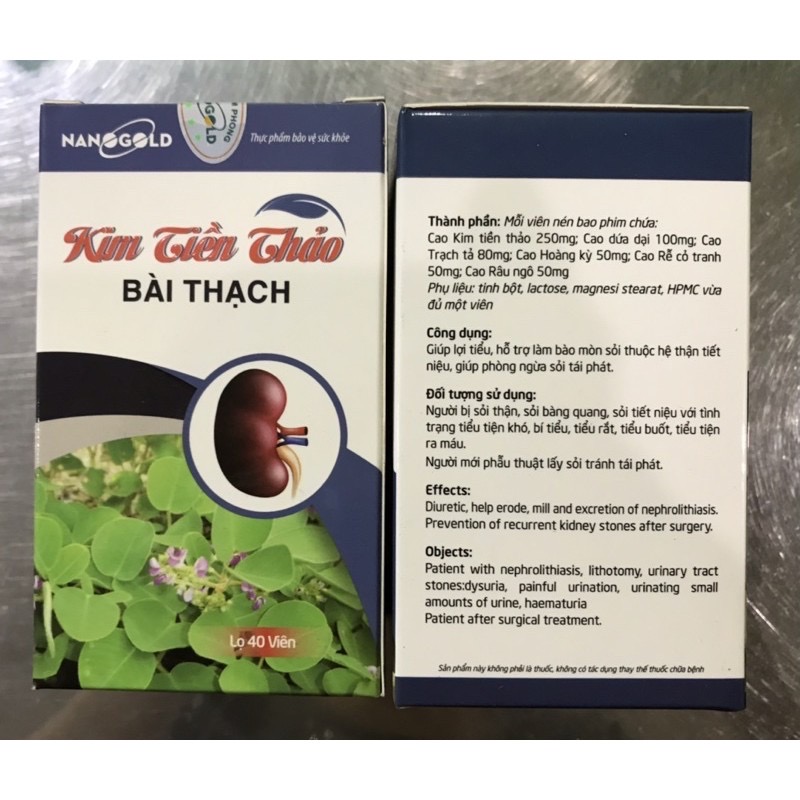 NANOGOLD
PHONG
GOLD
Thực phẩm bảo vệ sức khỏe
Kim Tiền Thảo
BÀI THẠCH
Lọ 40 Viên
Thành phần: Mỗi viên nén bao phim chứa:
Cao Kim tiền thảo 250mg; Cao dứa dại 100mg; Cao
Trạch tả 80mg; Cao Hoàng kỳ 50mg; Cao Rễ cỏ tranh
50mg; Cao Râu ngô 50mg
Phụ liệu: tinh bột, lactose, magnesi stearat, HPMC vừa
đủ một viên
Công dụng:
Giúp lợi tiểu, hỗ trợ làm bào mòn sỏi thuộc hệ thận tiết
niệu, giúp phòng ngừa sỏi tái phát.
Đối tượng sử dụng:
Người bị sỏi thận, sỏi bàng quang, sỏi tiết niệu với tình
trạng tiểu tiện khó, bí tiểu, tiểu rắt, tiểu buốt, tiểu tiện
ra máu.
Người mới phẫu thuật lấy sỏi tránh tái phát.
Effects:
Diuretic, help erode, mill and excretion of nephrolithiasis.
Prevention of recurrent kidney stones after surgery.
Objects:
Patient with nephrolithiasis, lithotomy, urinary tract
stones:dysuria, painful urination, urinating small
amounts of urine, haematuria
Patient after surgical treatment.
Sản phẩm này không phải là thuốc, không có tác dụng thay thế thuốc chữa bệnh